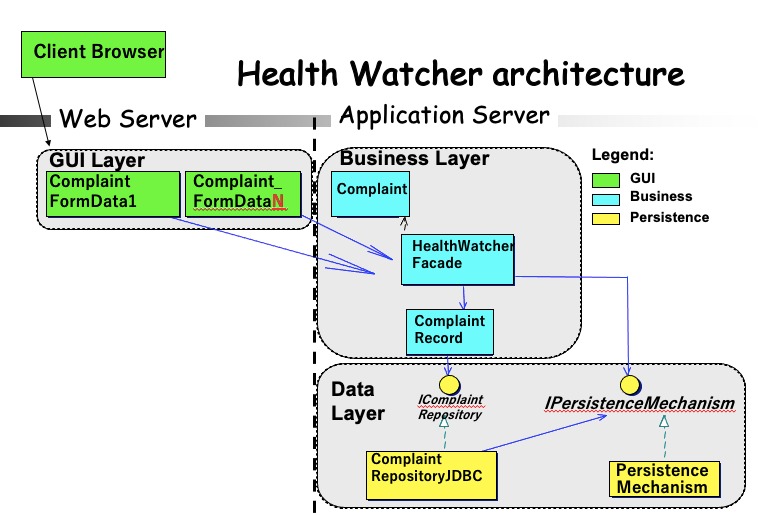 Client Browser
Health Watcher architecture
Web Server
Application Server
GUI Layer
Complaint
FormData1
Complaint_
FormDataN
Business Layer
Complaint
HealthWatcher
Facade
Complaint
Record
Legend:
GUI
Business
Persistence
Data
Layer
IComplaint
Repository
IPersistenceMechanism
Complaint
RepositoryJDBC
Persistence
Mechanism